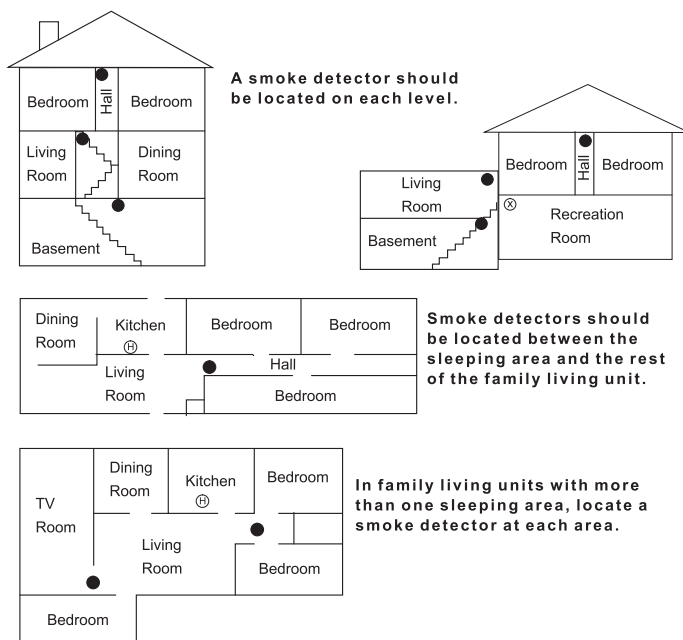 A smoke detector should
be located on each level.
Bedroom
Hall
Bedroom
Living
Room
Dining
Room
Basement
Bedroom
Hall
Bedroom
Living
Room
X
Recreation
Room
Basement
Dining
Room
Kitchen
H
Bedroom
Bedroom
Living
Room
Hall
Bedroom
Smoke detectors should
be located between the
sleeping area and the rest
of the family living unit.
TV
Room
Dining
Room
Kitchen
H
Bedroom
Living
Room
Bedroom
Bedroom
In family living units with more
than one sleeping area, locate a
smoke detector at each area.